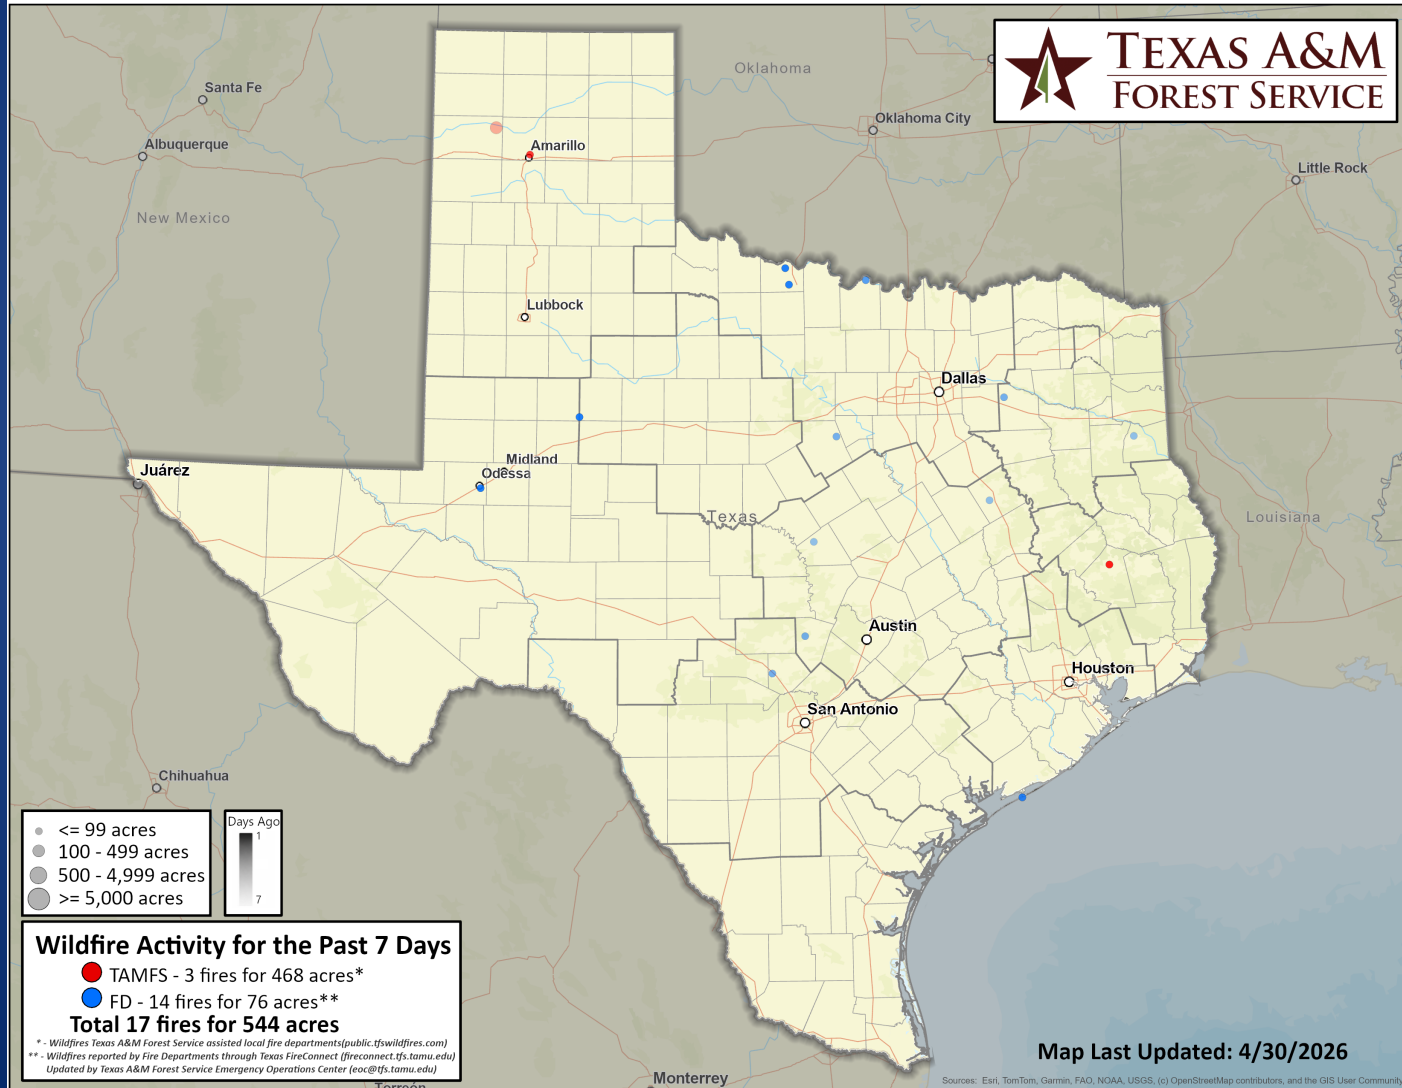 TEXAS A&M
FOREST SERVICE
Oklahoma
Santa Fe
Oklahoma City
Albuquerque
Amarillo
Little Rock
New Mexico
Lubbock
Dallas
Midland
Odessa
Juárez
Texas
Louisiana
Austin
Houston
San Antonio
Chihuahua
<= 99 acres
100 - 499 acres
500 - 4,999 acres
>= 5,000 acres
Days Ago
1
7
Wildfire Activity for the Past 7 Days
TAMFS - 3 fires for 468 acres*
FD - 14 fires for 76 acres**
Total 17 fires for 544 acres
* - Wildfires Texas A&M Forest Service assisted local fire departments(public.tfswildfires.com)
** - Wildfires reported by Fire Departments through Texas FireConnect (fireconnect.tfs.tamu.edu)
Updated by Texas A&M Forest Service Emergency Operations Center (eoc@tfs.tamu.edu)
Map Last Updated: 4/30/2026
Monterrey
Torreón
Sources: Esri, TomTom, Garmin, FAO, NOAA, USGS, (c) OpenStreetMap contributors, and the GIS User Community